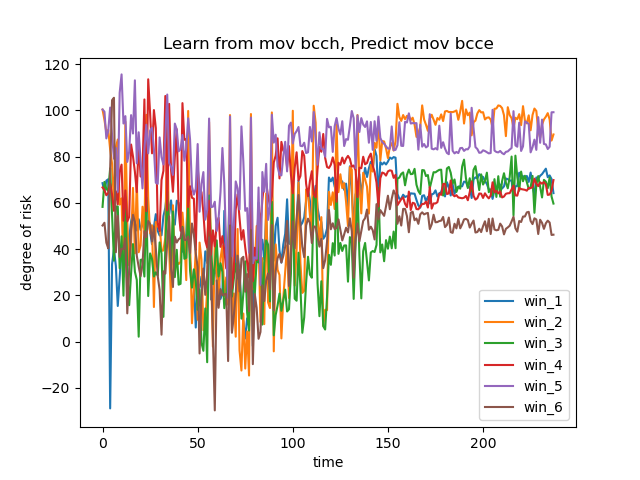 Learn from mov bcch, Predict mov bcce
120
100
80
60
40
20
0
−20
degree of risk
0
50
100
150
200
time
win_1
win_2
win_3
win_4
win_5
win_6